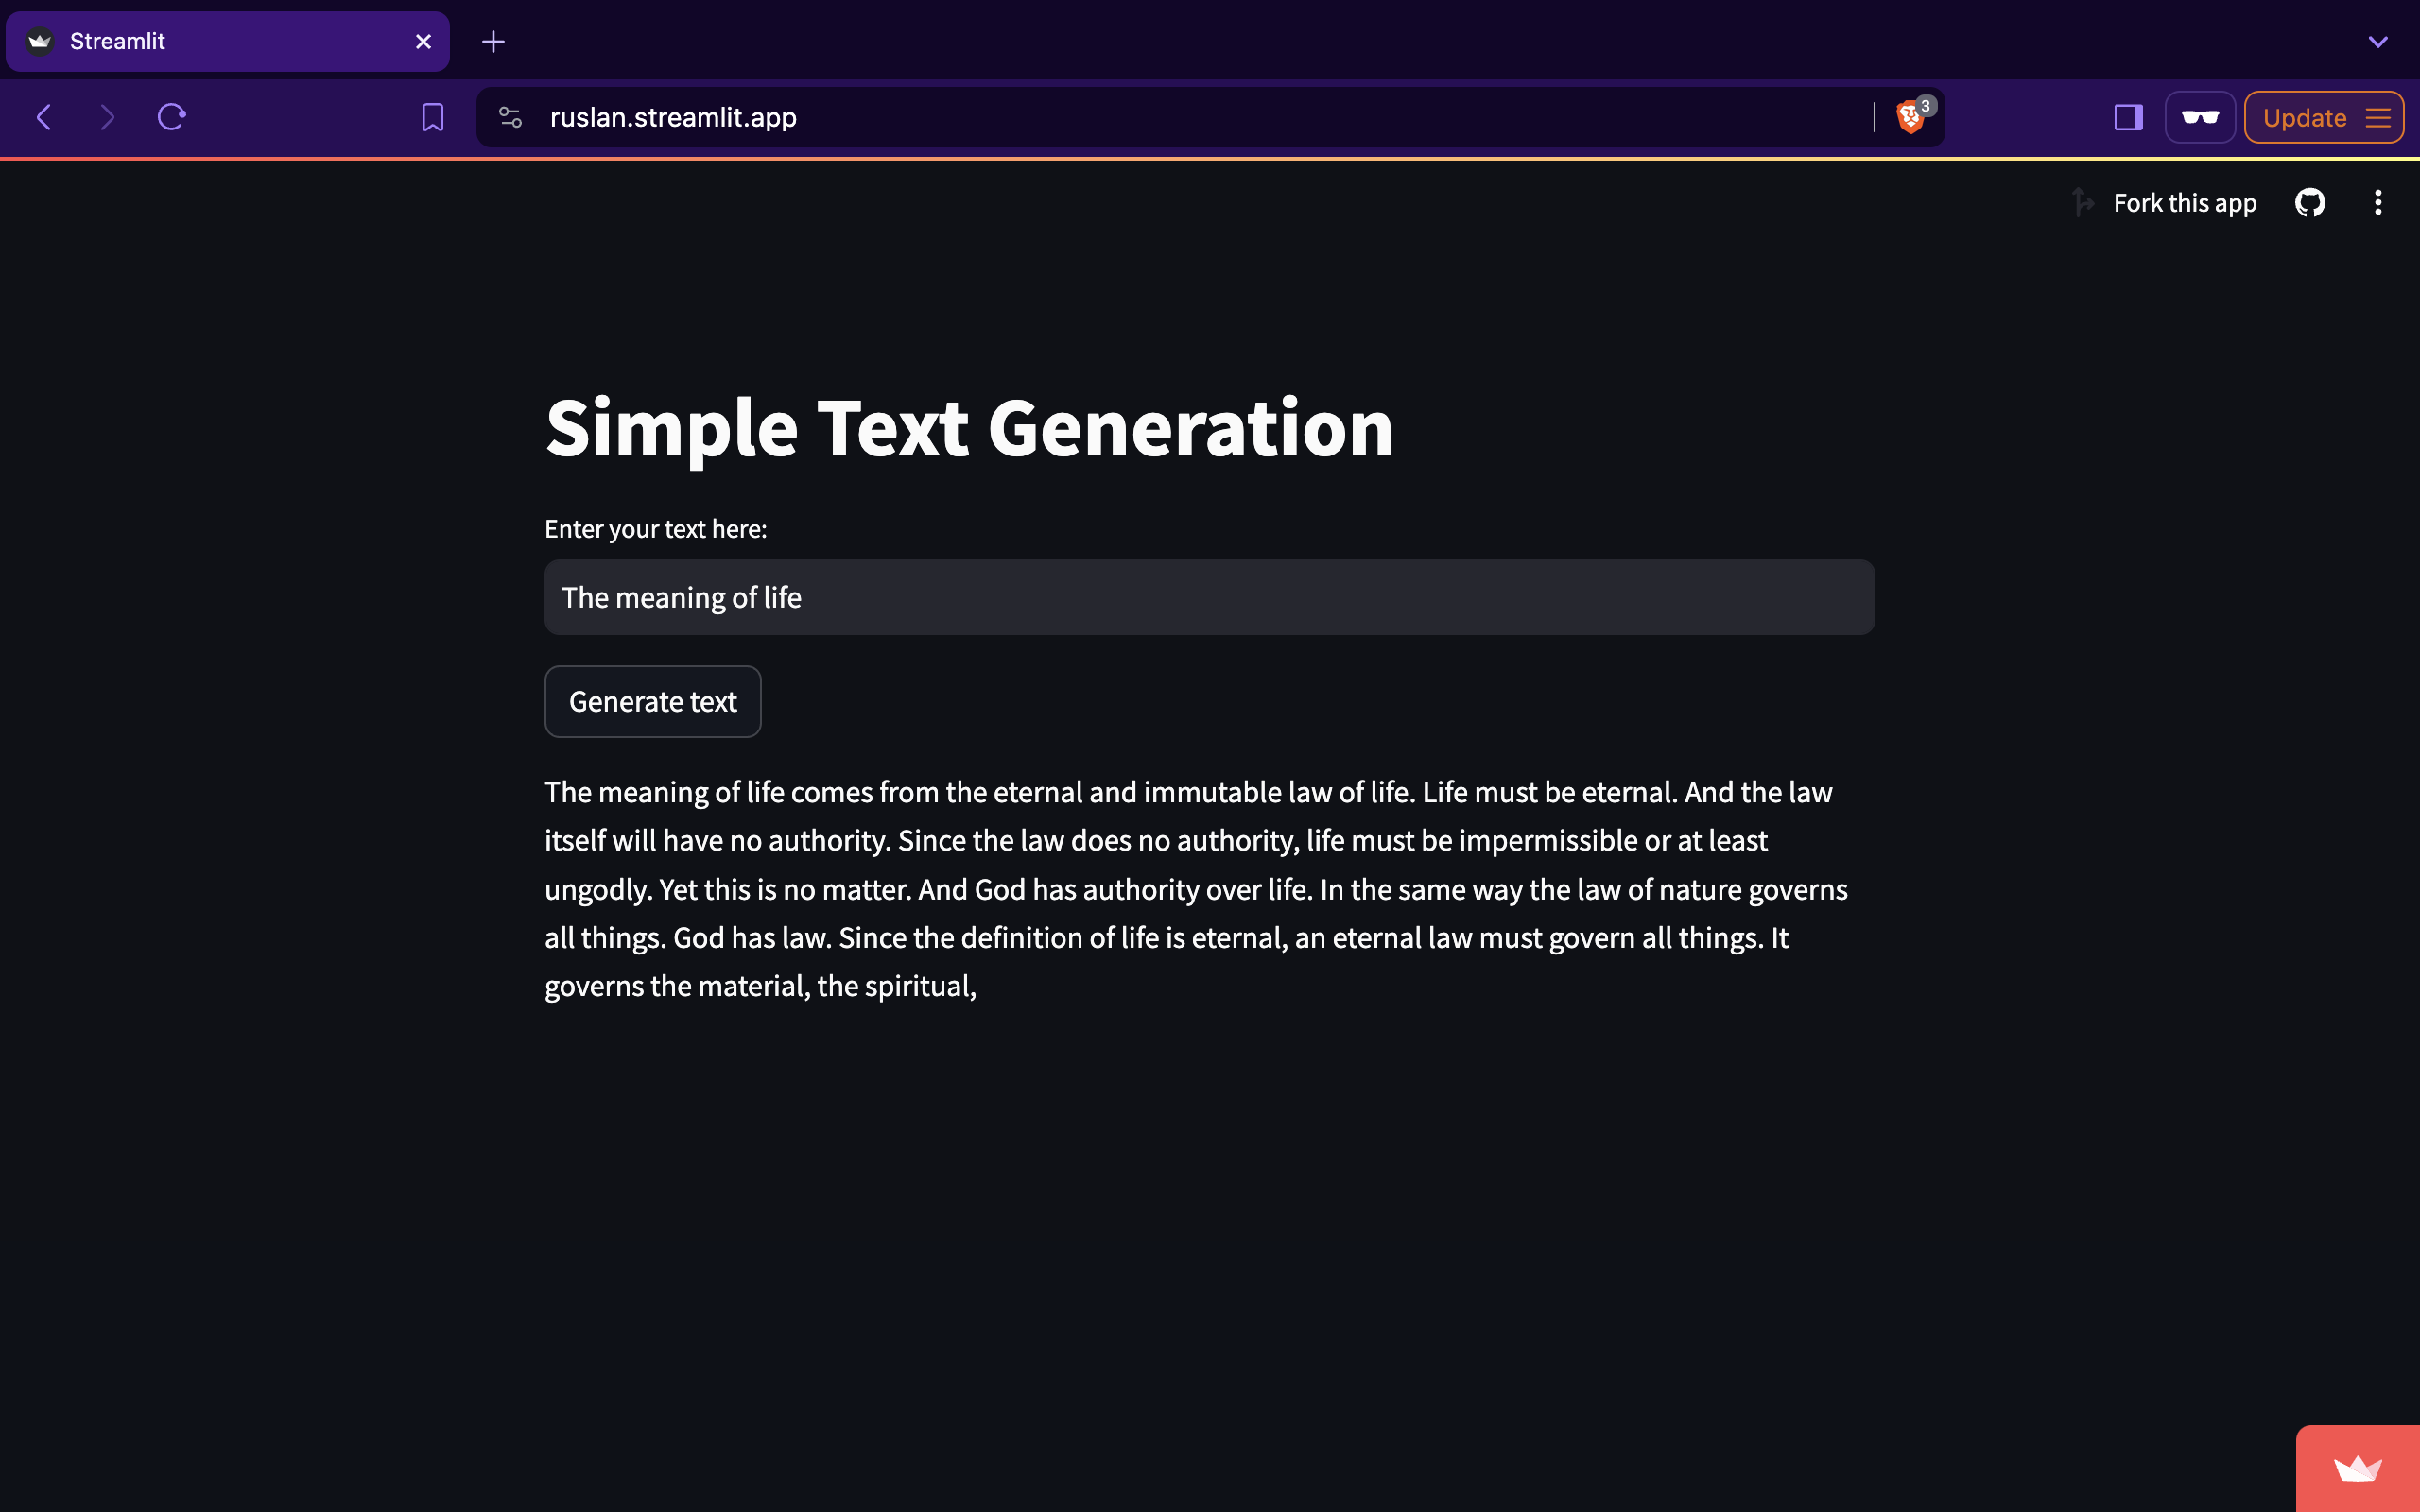 Streamlit
ruslan.streamlit.app
3
Update
Fork this app
Simple Text Generation
Enter your text here:
The meaning of life
Generate text
The meaning of life comes from the eternal and immutable law of life. Life must be eternal. And the law
itself will have no authority. Since the law does no authority, life must be impermissible or at least
ungodly. Yet this is no matter. And God has authority over life. In the same way the law of nature governs
all things. God has law. Since the definition of life is eternal, an eternal law must govern all things. It
governs the material, the spiritual,